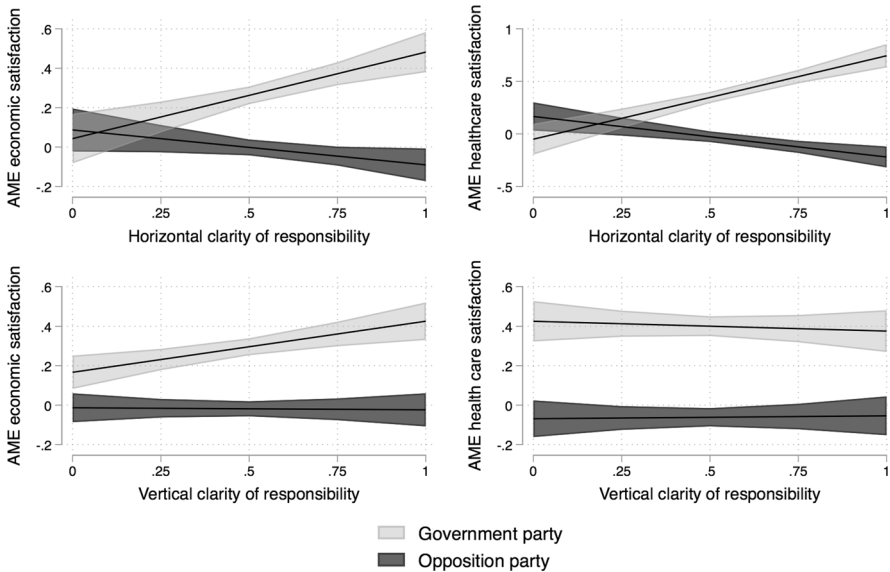 AME economic satisfaction
.6
.4
.2
0
-.2
0 .25 .5 .75 1
Horizontal clarity of responsibility
AME healthcare satisfaction
1
.5
0
-.5
0 .25 .5 .75 1
Horizontal clarity of responsibility
AME economic satisfaction
.6
.4
.2
0
-.2
0 .25 .5 .75 1
Vertical clarity of responsibility
AME health care satisfaction
.6
.4
.2
0
-.2
0 .25 .5 .75 1
Vertical clarity of responsibility
Government party
Opposition party